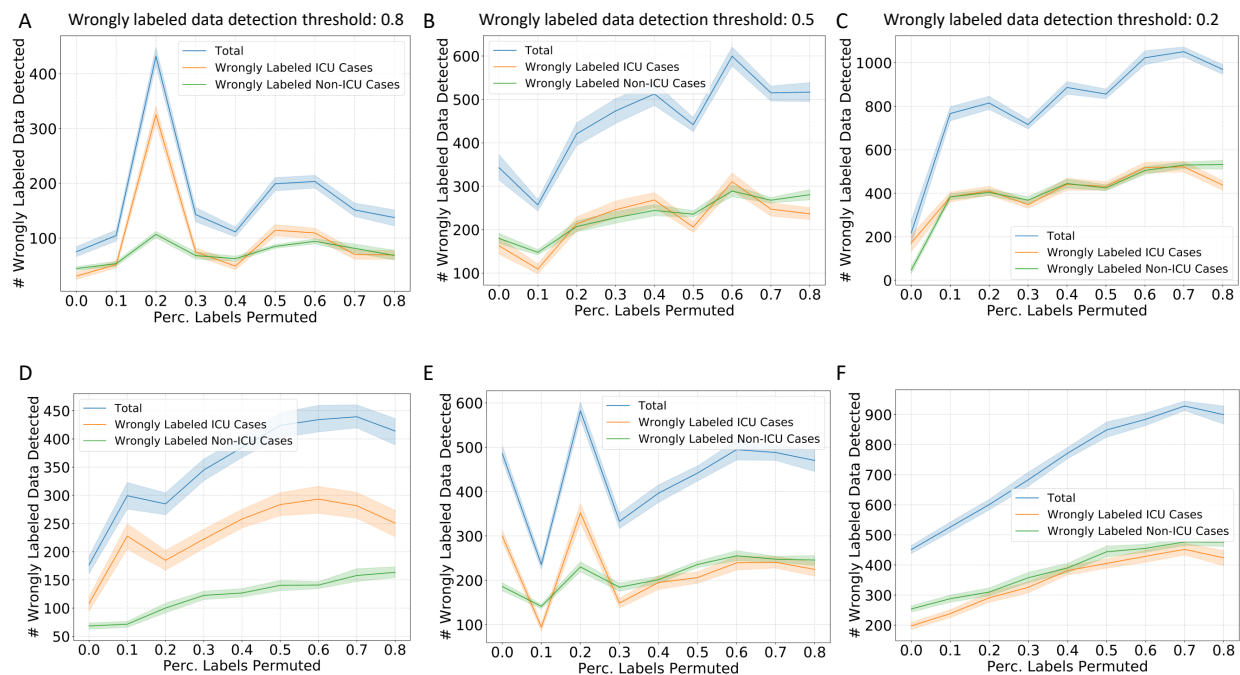 A
Wrongly labeled data detection threshold: 0.8
B
Wrongly labeled data detection threshold: 0.5
C
Wrongly labeled data detection threshold: 0.2
# Wrongly Labeled Data Detected
400
300
200
100
Total
Wrongly Labeled ICU Cases
Wrongly Labeled Non-ICU Cases
0.0 0.1 0.2 0.3 0.4 0.5 0.6 0.7 0.8
Perc. Labels Permuted
# Wrongly Labeled Data Detected
600
500
400
300
200
100
Total
Wrongly Labeled ICU Cases
Wrongly Labeled Non-ICU Cases
0.0 0.1 0.2 0.3 0.4 0.5 0.6 0.7 0.8
Perc. Labels Permuted
# Wrongly Labeled Data Detected
1000
800
600
400
200
0
Total
Wrongly Labeled ICU Cases
Wrongly Labeled Non-ICU Cases
0.0 0.1 0.2 0.3 0.4 0.5 0.6 0.7 0.8
Perc. Labels Permuted
D
# Wrongly Labeled Data Detected
450
400
350
300
250
200
150
100
50
Total
Wrongly Labeled ICU Cases
Wrongly Labeled Non-ICU Cases
0.0 0.1 0.2 0.3 0.4 0.5 0.6 0.7 0.8
Perc. Labels Permuted
E
# Wrongly Labeled Data Detected
600
500
400
300
200
100
Total
Wrongly Labeled ICU Cases
Wrongly Labeled Non-ICU Cases
0.0 0.1 0.2 0.3 0.4 0.5 0.6 0.7 0.8
Perc. Labels Permuted
F
# Wrongly Labeled Data Detected
900
800
700
600
500
400
300
200
Total
Wrongly Labeled ICU Cases
Wrongly Labeled Non-ICU Cases
0.0 0.1 0.2 0.3 0.4 0.5 0.6 0.7 0.8
Perc. Labels Permuted